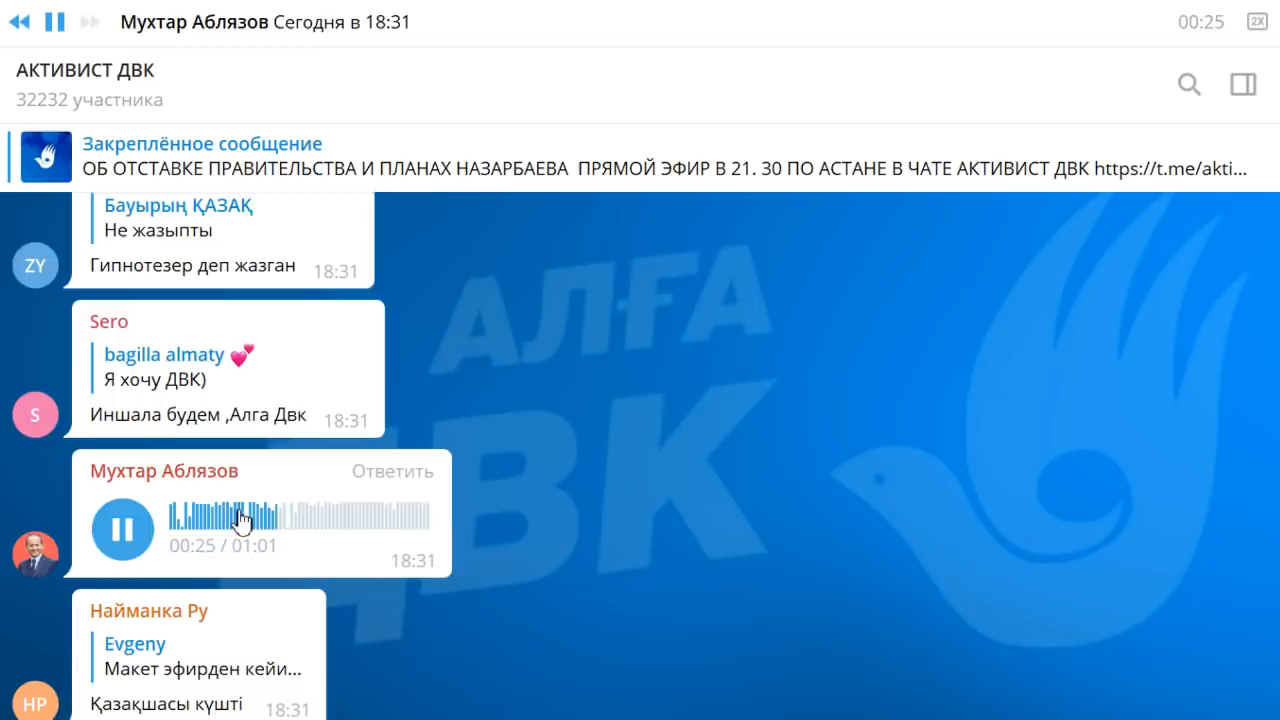 Мухтар Аблязов Сегодня в 18:31
00:25
2X
АКТИВИСТ ДВК
32232 участника
Закреплённое сообщение
ОБ ОТСТАВКЕ ПРАВИТЕЛЬСТВА И ПЛАНАХ НАЗАРБАЕВА ПРЯМОЙ ЭФИР В 21. 30 ПО АСТАНЕ В ЧАТЕ АКТИВИСТ ДВК https://t.me/akti...
Бауырың ҚАЗАҚ
Не жазыпты
ZY
Гипнотезер деп жазган 18:31
Sero
bagilla almaty 💕
Я хочу ДВК)
S
Иншала будем ,Алга Двк 18:31
Мухтар Аблязов Ответить
00:25 / 01:01
18:31
Найманка Ру
Evgeny
Макет эфирден кейи...
НР
Қазақшасы күшті 18:31
АЛҒА
ДВК